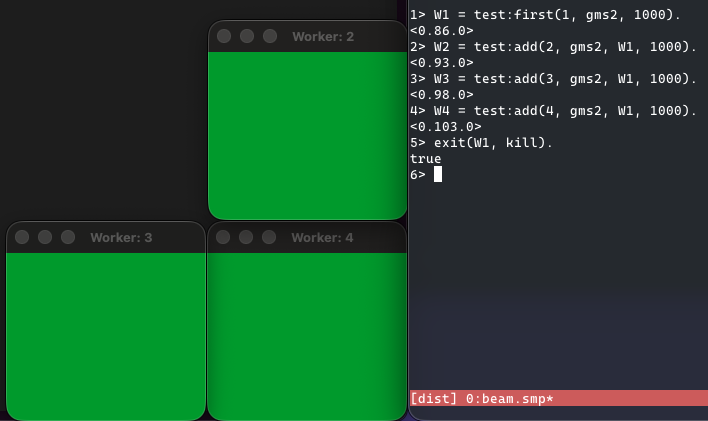 Worker: 2
Worker: 3
Worker: 4
1> W1 = test:first(1, gms2, 1000).
<0.86.0>
2> W2 = test:add(2, gms2, W1, 1000).
<0.93.0>
3> W3 = test:add(3, gms2, W1, 1000).
<0.98.0>
4> W4 = test:add(4, gms2, W1, 1000).
<0.103.0>
5> exit(W1, kill).
true
6>
[dist] 0:beam.smp*